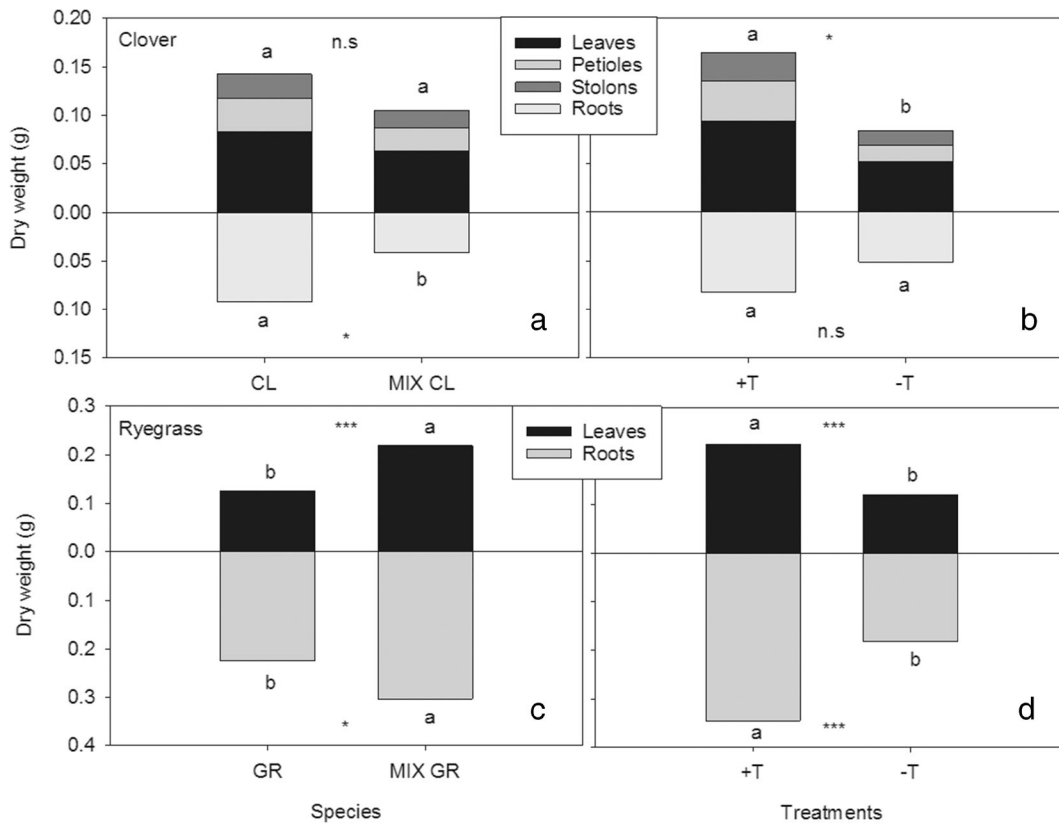 Clover
n.s
a
a
a
b
*
a
CL
MIX CL
Leaves
Petioles
Stolons
Roots
a
*
b
a
a
n.s
b
+T
-T
0.20
0.15
0.10
0.05
0.00
0.05
0.10
0.15
Dry weight (g)
Ryegrass
***
a
b
b
a
*
c
GR
MIX GR
Species
Leaves
Roots
a
***
b
b
a
***
d
+T
-T
Treatments
0.3
0.2
0.1
0.0
0.1
0.2
0.3
0.4
Dry weight (g)